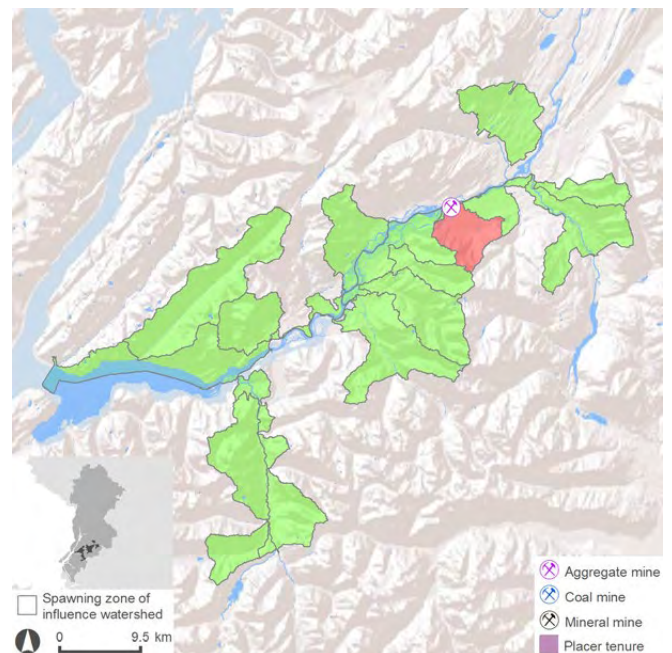 Spawning zone of
influence watershed
0 9.5 km
Aggregate mine
Coal mine
Mineral mine
Placer tenure